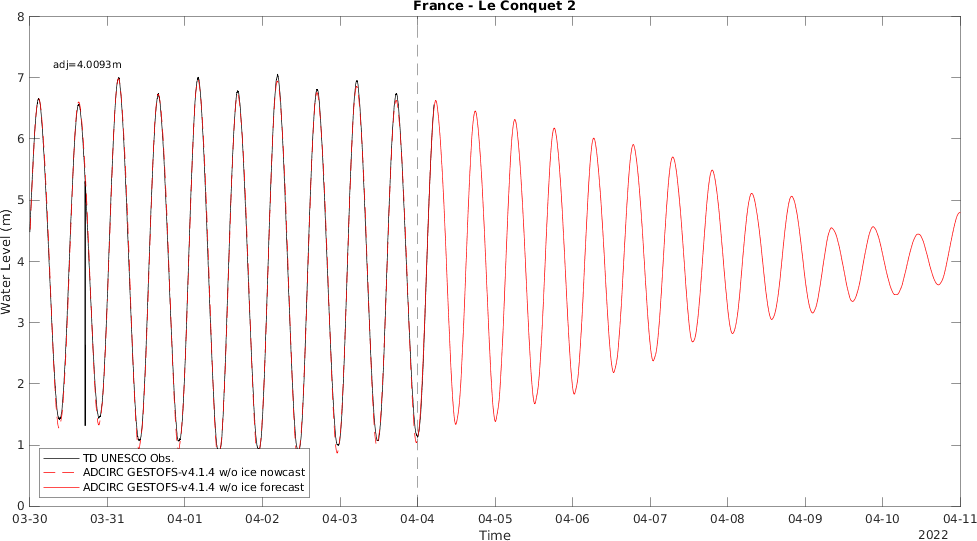 France - Le Conquet 2
adj=4.0093m
8
7
6
5
4
3
2
1
0
Water Level (m)
TD UNESCO Obs.
ADCIRC GESTOFS-v4.1.4 w/o ice nowcast
ADCIRC GESTOFS-v4.1.4 w/o ice forecast
03-30 03-31 04-01 04-02 04-03 04-04 04-05 04-06 04-07 04-08 04-09 04-10 04-11
Time
2022